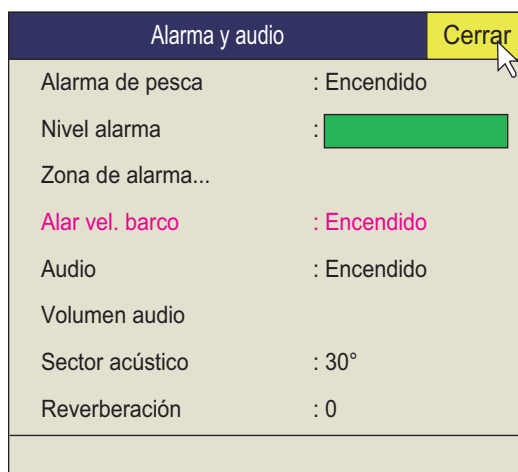 Alarma y audio Cerrar
Alarma de pesca : Encendido
Nivel alarma :
Zona de alarma...
Alar vel. barco : Encendido
Audio : Encendido
Volumen audio
Sector acústico : 30°
Reverberación : 0